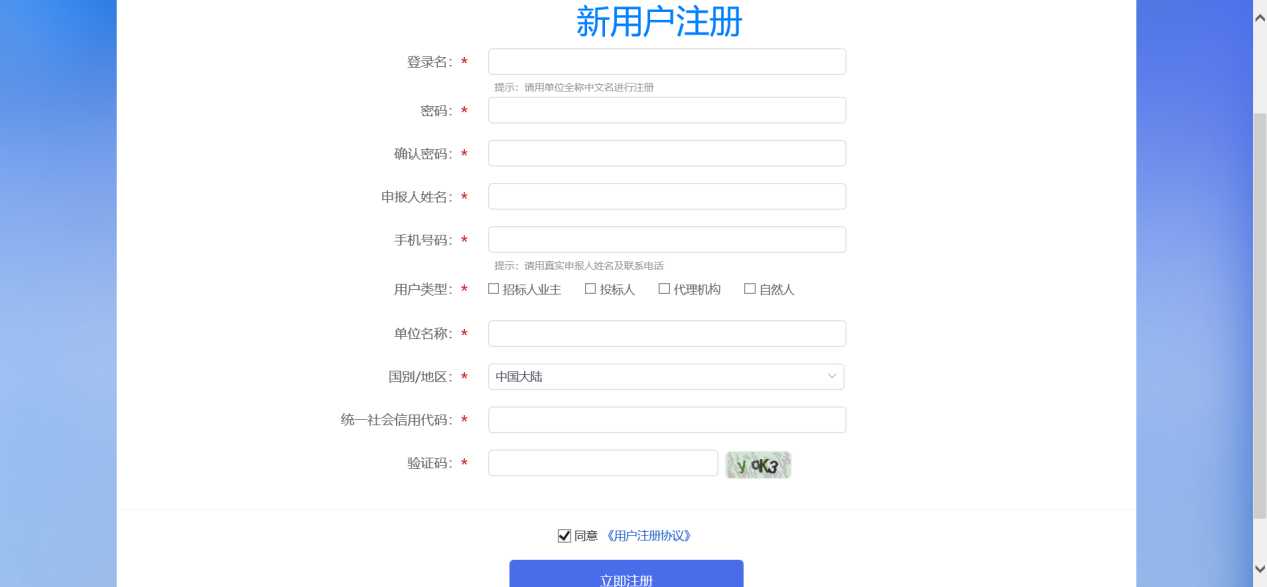 新用户注册
登录名：*
提示：请用单位全称中文名进行注册
密码：*
确认密码：*
申报人姓名：*
手机号码：*
提示：请用真实申报人姓名及联系电话
用户类型：* 招标人业主 投标人 代理机构 自然人
单位名称：*
国别/地区：* 中国大陆
统一社会信用代码：*
验证码：* yoK3
同意 《用户注册协议》
立即注册